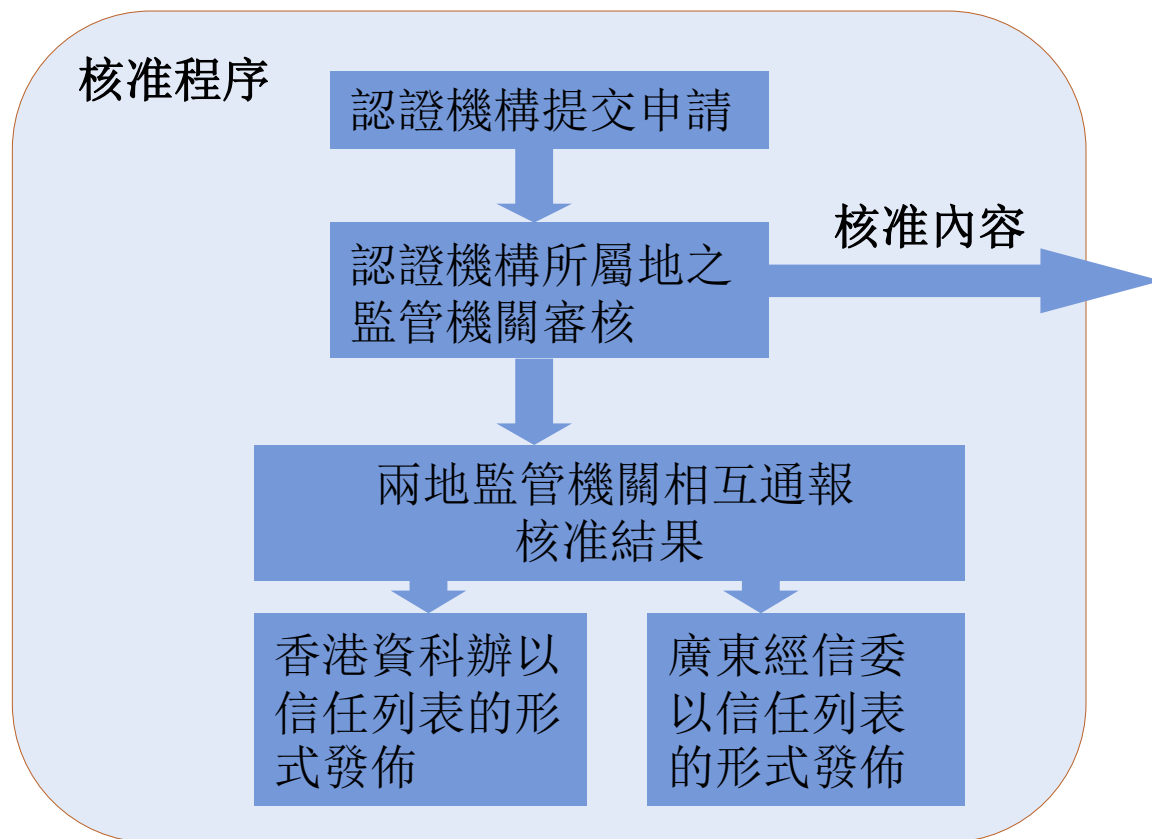 核准程序
認證機構提交申請
核准內容
認證機構所屬地之
監管機關審核
兩地監管機關相互通報
核准結果
香港資科辦以
信任列表的形
式發佈
廣東經信委
以信任列表
的形式發佈